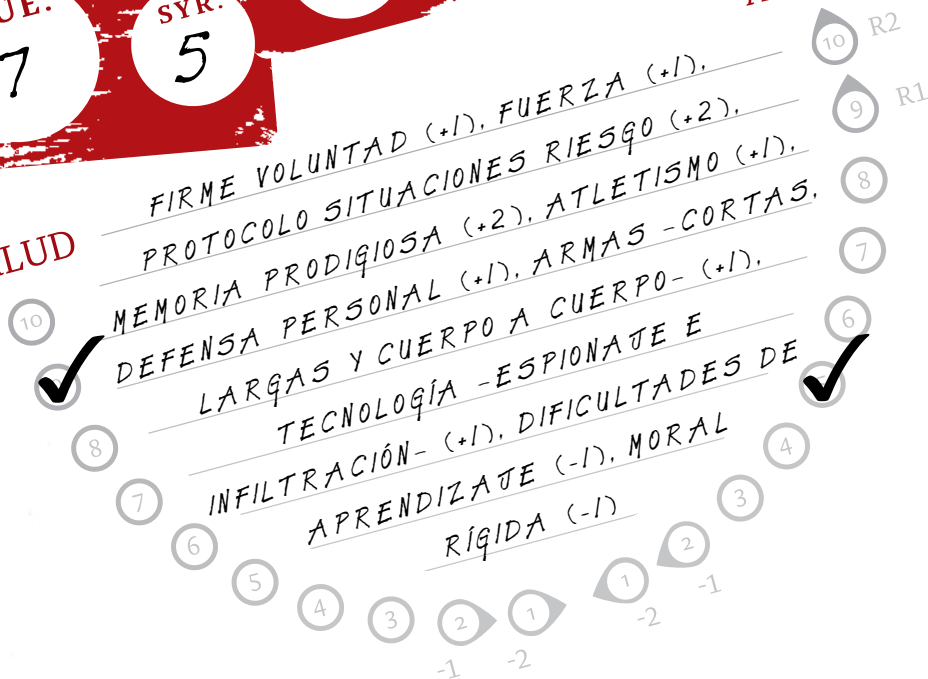 UE.
SYR.
7
5
FIRME VOLUNTAD (+1), FUERZA (+1),
PROTOCOLO SITUACIONES RIESGO (+2),
MEMORIA PRODIGIOSA (+2), ATLETISMO (+1),
DEFENSA PERSONAL (+1), ARMAS -CORTAS,
LARGAS Y CUERPO A CUERPO- (+1),
TECNOLOGÍA -ESPIONAJE E
INFILTRACIÓN- (+1), DIFICULTADES DE
APRENDIZAJE (-1), MORAL
RÍGIDA (-1)
LUD
10
8
7
6
5
4
3
2
-1
1
-2
10 R2
9 R1
8
7
6
4
3
2
-1
1
-2